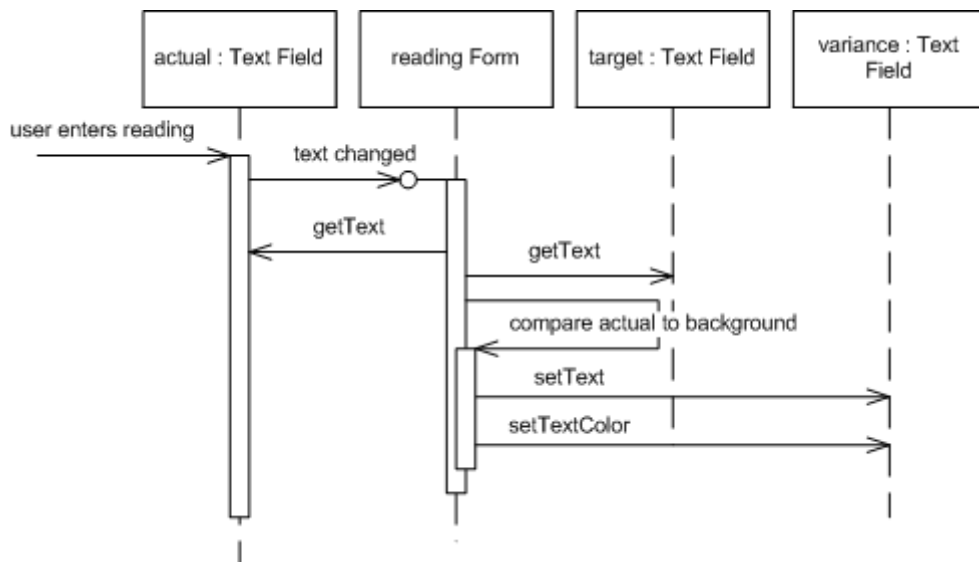 actual : Text Field
reading Form
target : Text Field
variance : Text
Field
user enters reading
text changed
getText
getText
compare actual to background
setText
setTextColor